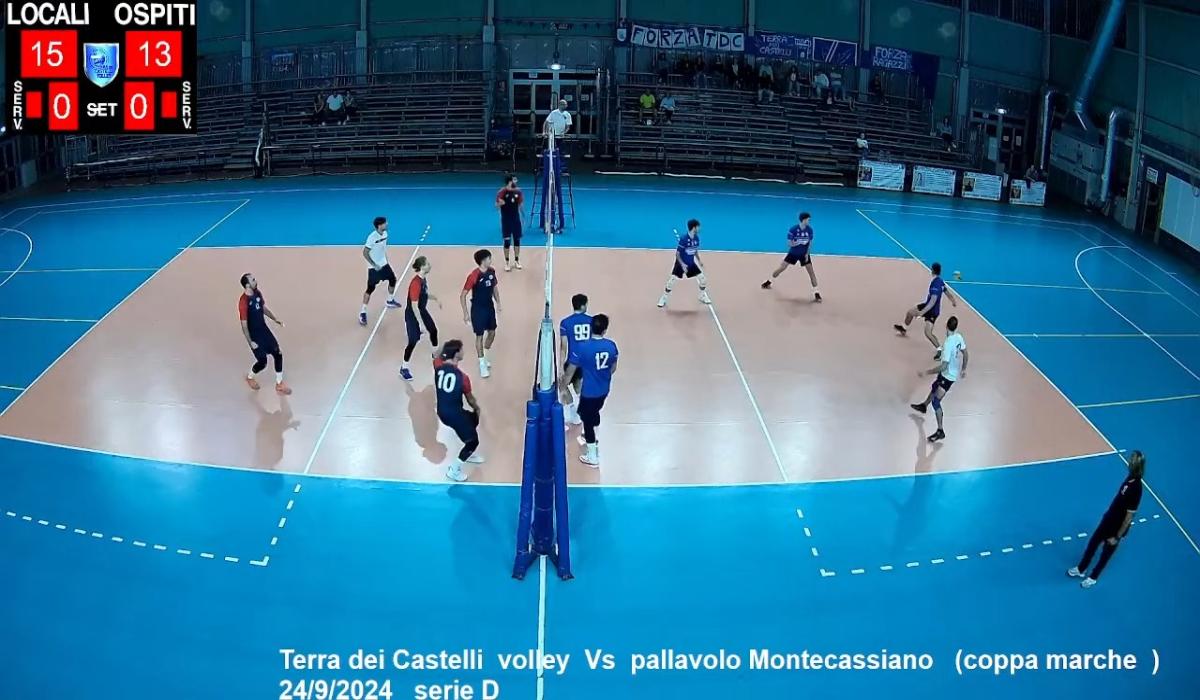 LOCALI OSPITI
15 13
SERV. 0 SET 0 SERV.
FORZA TDC
TERRA
CASTELLI
FORZA
RAGAZZI
99
12
10
Terra dei Castelli volley Vs pallavolo Montecassiano (coppa marche )
24/9/2024 serie D